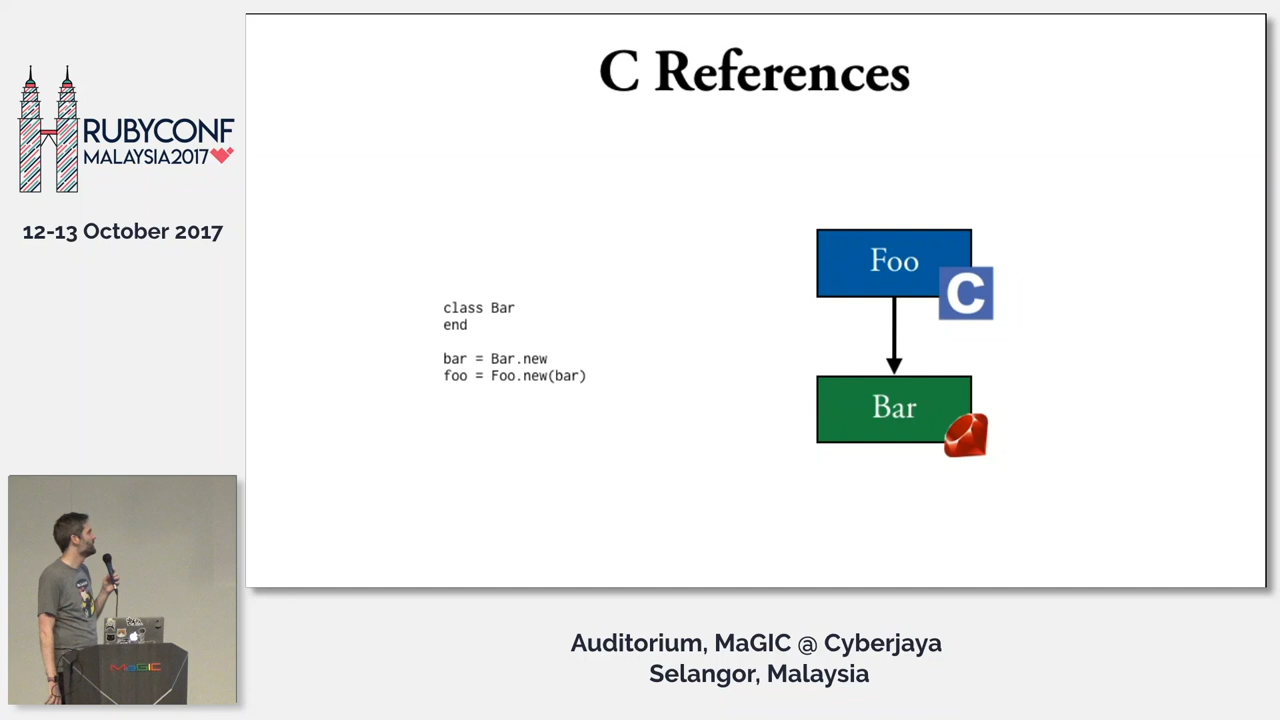 RUBYCONF
MALAYSIA2017
12-13 October 2017
C References
class Bar
end
bar = Bar.new
foo = Foo.new(bar)
Foo
C
Bar
MaGIC
Auditorium, MaGIC @ Cyberjaya
Selangor, Malaysia